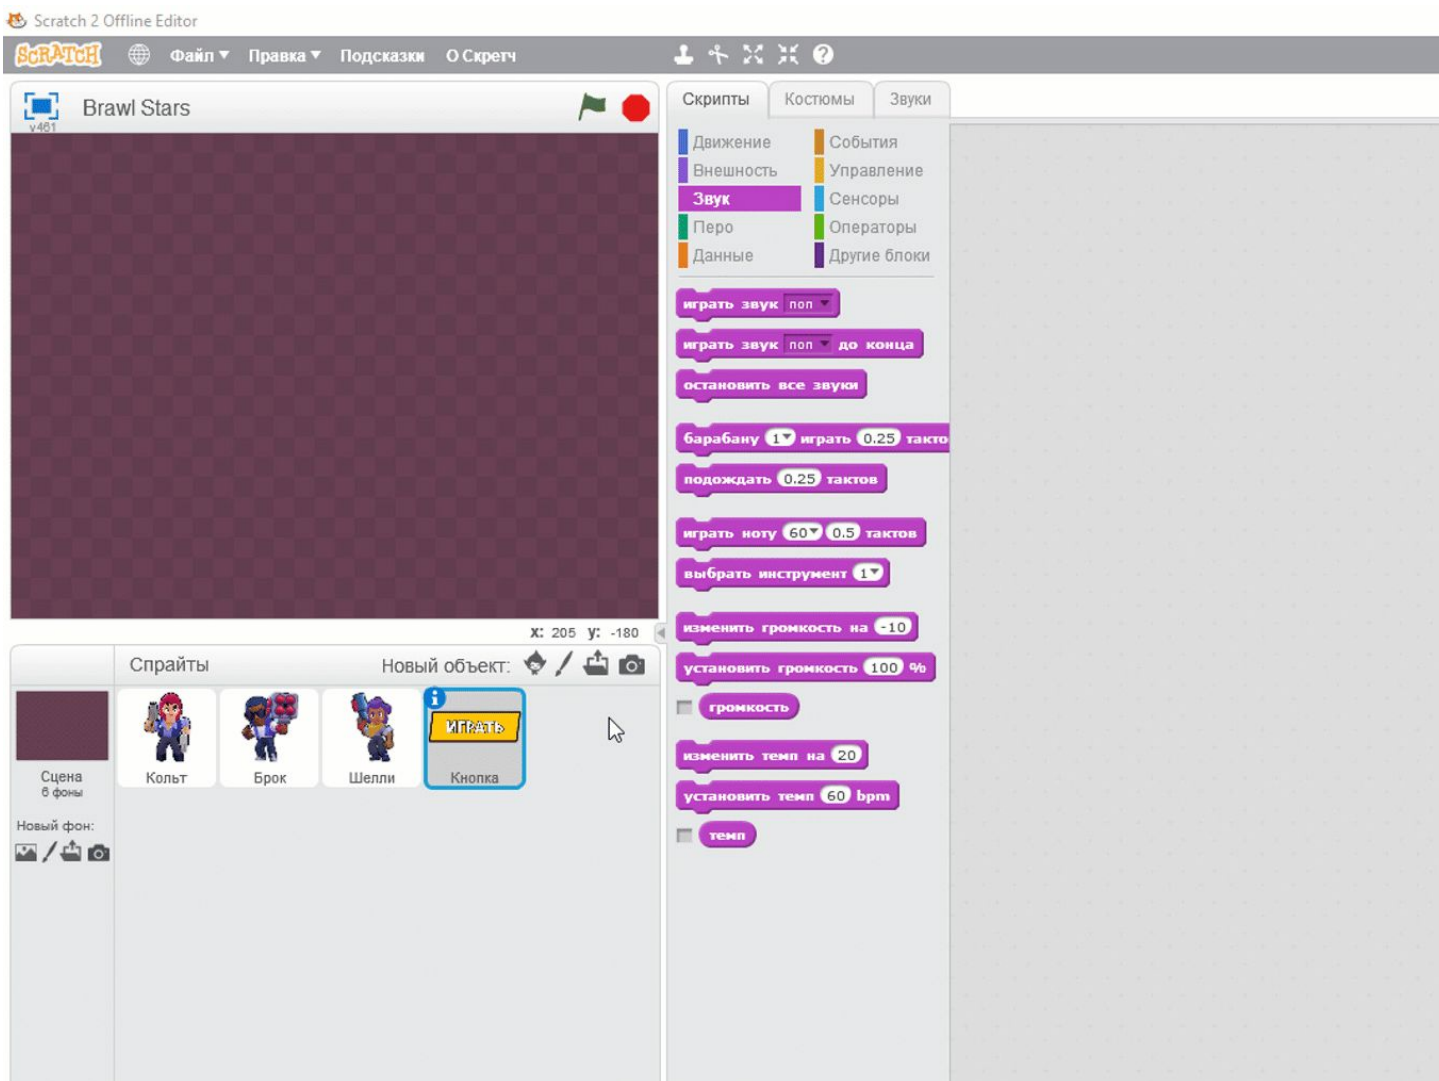 Scratch 2 Offline Editor
SCRATCH Файл Правка Подсказки О Скретч
v461 Brawl Stars
x: 205 y: -180
Спрайты Новый объект:
Кольт Брок Шелли ИГРАТЬ Кнопка
Сцена
6 фоны
Новый фон:
Скрипты Костюмы Звуки
Движение События
Внешность Управление
Звук Сенсоры
Перо Операторы
Данные Другие блоки
играть звук поп
играть звук поп до конца
остановить все звуки
барабану 1 играть 0.25 такто
подождать 0.25 тактов
играть ноту 60 0.5 тактов
выбрать инструмент 1
изменить громкость на -10
установить громкость 100 %
громкость
изменить темп на 20
установить темп 60 bpm
темп